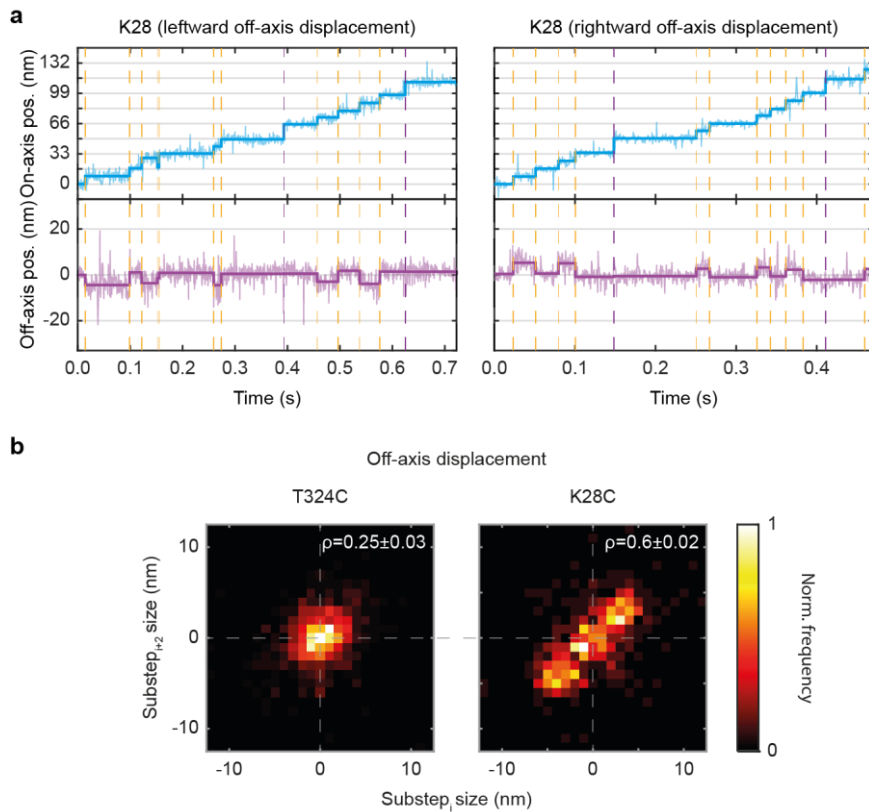 a
K28 (leftward off-axis displacement)
K28 (rightward off-axis displacement)
On-axis pos. (nm)
132
99
66
33
0
Off-axis pos. (nm)
20
0
-20
0.0 0.1 0.2 0.3 0.4 0.5 0.6 0.7
0.0 0.1 0.2 0.3 0.4
Time (s)
Time (s)
b
Off-axis displacement
T324C
K28C
ρ=0.25±0.03
ρ=0.6±0.02
Substep i+2 size (nm)
10
0
-10
-10 0 10
-10 0 10
Substep i size (nm)
1
0
Norm. frequency